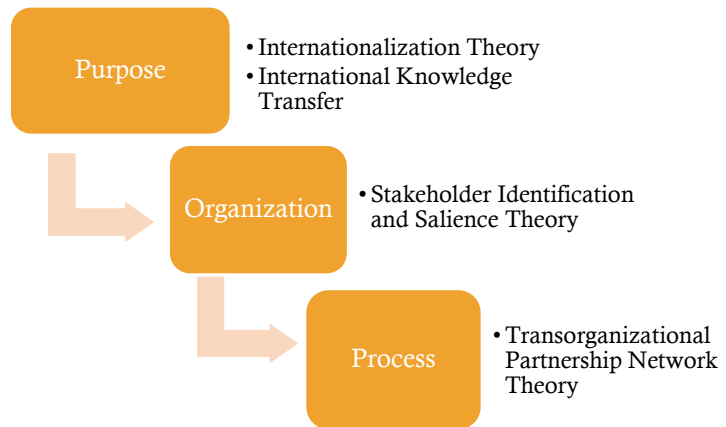 Purpose
• Internationalization Theory
• International Knowledge
Transfer
Organization
• Stakeholder Identification
and Salience Theory
Process
• Transorganizational
Partnership Network
Theory